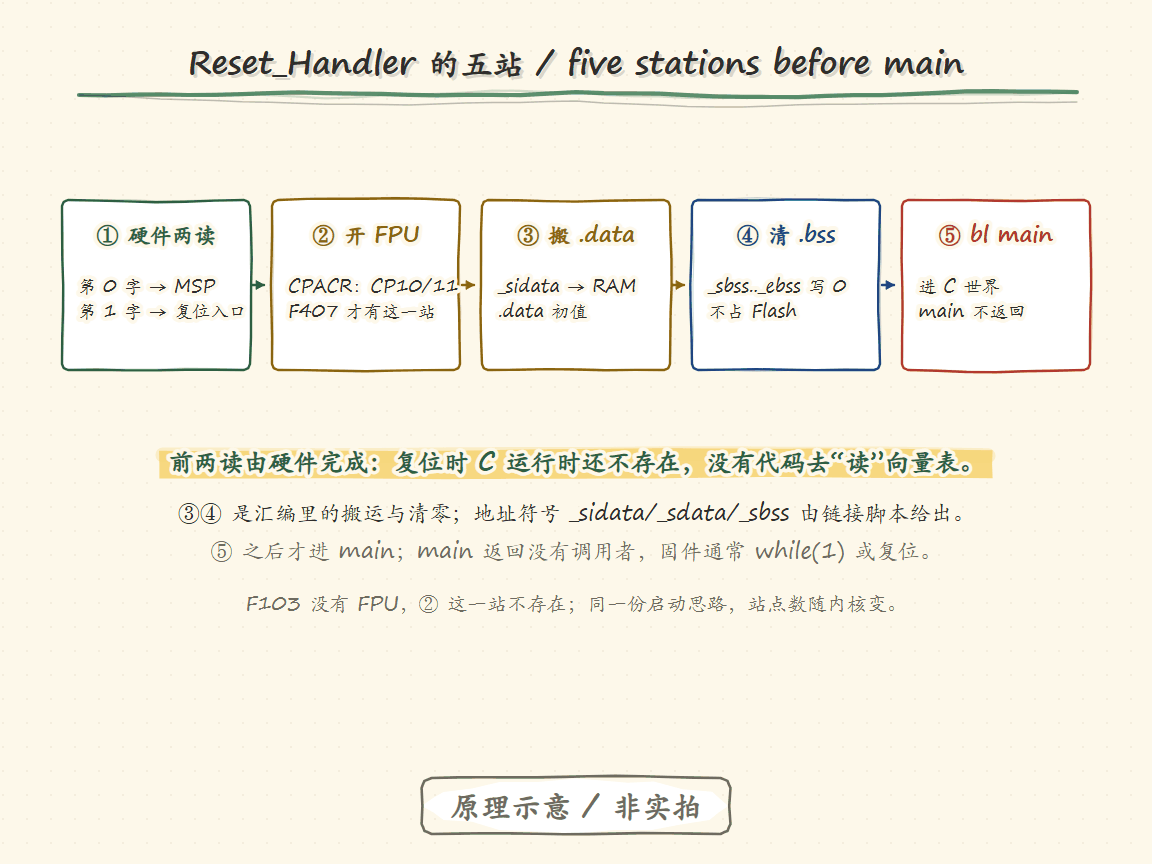 Reset_Handler 的五站 / five stations before main
① 硬件两读
第 0 字 → MSP
第 1 字 → 复位入口
② 开 FPU
CPACR: CP10/11
F407 才有这一站
③ 搬 .data
_sidata → RAM
.data 初值
④ 清 .bss
_sbss.._ebss 写 0
不占 Flash
⑤ bl main
进 C 世界
main 不返回
前两读由硬件完成：复位时 C 运行时还不存在，没有代码去“读”向量表。
③④ 是汇编里的搬运与清零；地址符号 _sidata/_sdata/_sbss 由链接脚本给出。
⑤ 之后才进 main；main 返回没有调用者，固件通常 while(1) 或复位。
F103 没有 FPU，② 这一站不存在；同一份启动思路，站点数随内核变。
原理示意 / 非实拍